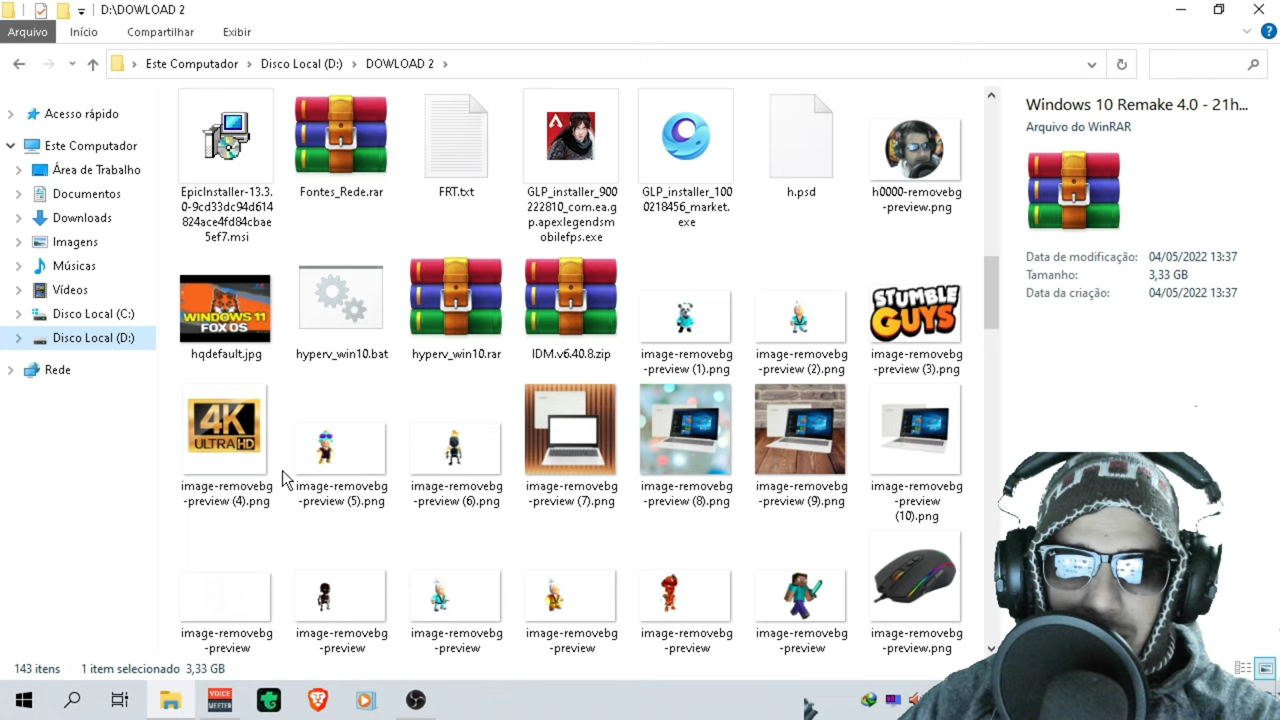 D:\DOWLOAD 2
Arquivo
Início
Compartilhar
Exibir
Este Computador
Disco Local (D:)
DOWLOAD 2
Acesso rápido
Este Computador
Área de Trabalho
Documentos
Downloads
Imagens
Músicas
Vídeos
Disco Local (C:)
Disco Local (D:)
Rede
EpicInstaller-13.3.
0-9cd33dc94d614
824ace4fd84cbae
5ef7.msi
Fontes_Rede.rar
FRT.txt
GLP_installer_900
222810_com.ea.g
p.apexlegendsm
obilefps.exe
GLP_installer_100
0218456_market.
exe
h.psd
h0000-removebg
-preview.png
WINDOWS 11
FOX OS
hqdefault.jpg
hyperv_win10.bat
hyperv_win10.rar
IDM.v6.40.8.zip
image-removebg
-preview (1).png
image-removebg
-preview (2).png
STUMBLE
GUYS
image-removebg
-preview (3).png
4K
ULTRA HD
image-removebg
-preview (4).png
image-removebg
-preview (5).png
image-removebg
-preview (6).png
image-removebg
-preview (7).png
image-removebg
-preview (8).png
image-removebg
-preview (9).png
image-removebg
-preview
(10).png
image-removebg
-preview
image-removebg
-preview
image-removebg
-preview
image-removebg
-preview
image-removebg
-preview
image-removebg
-preview
image-removebg
-preview.png
Windows 10 Remake 4.0 - 21h...
Arquivo do WinRAR
Data de modificação: 04/05/2022 13:37
Tamanho: 3,33 GB
Data da criação: 04/05/2022 13:37
143 itens
1 item selecionado 3,33 GB
VOICE
MEETER